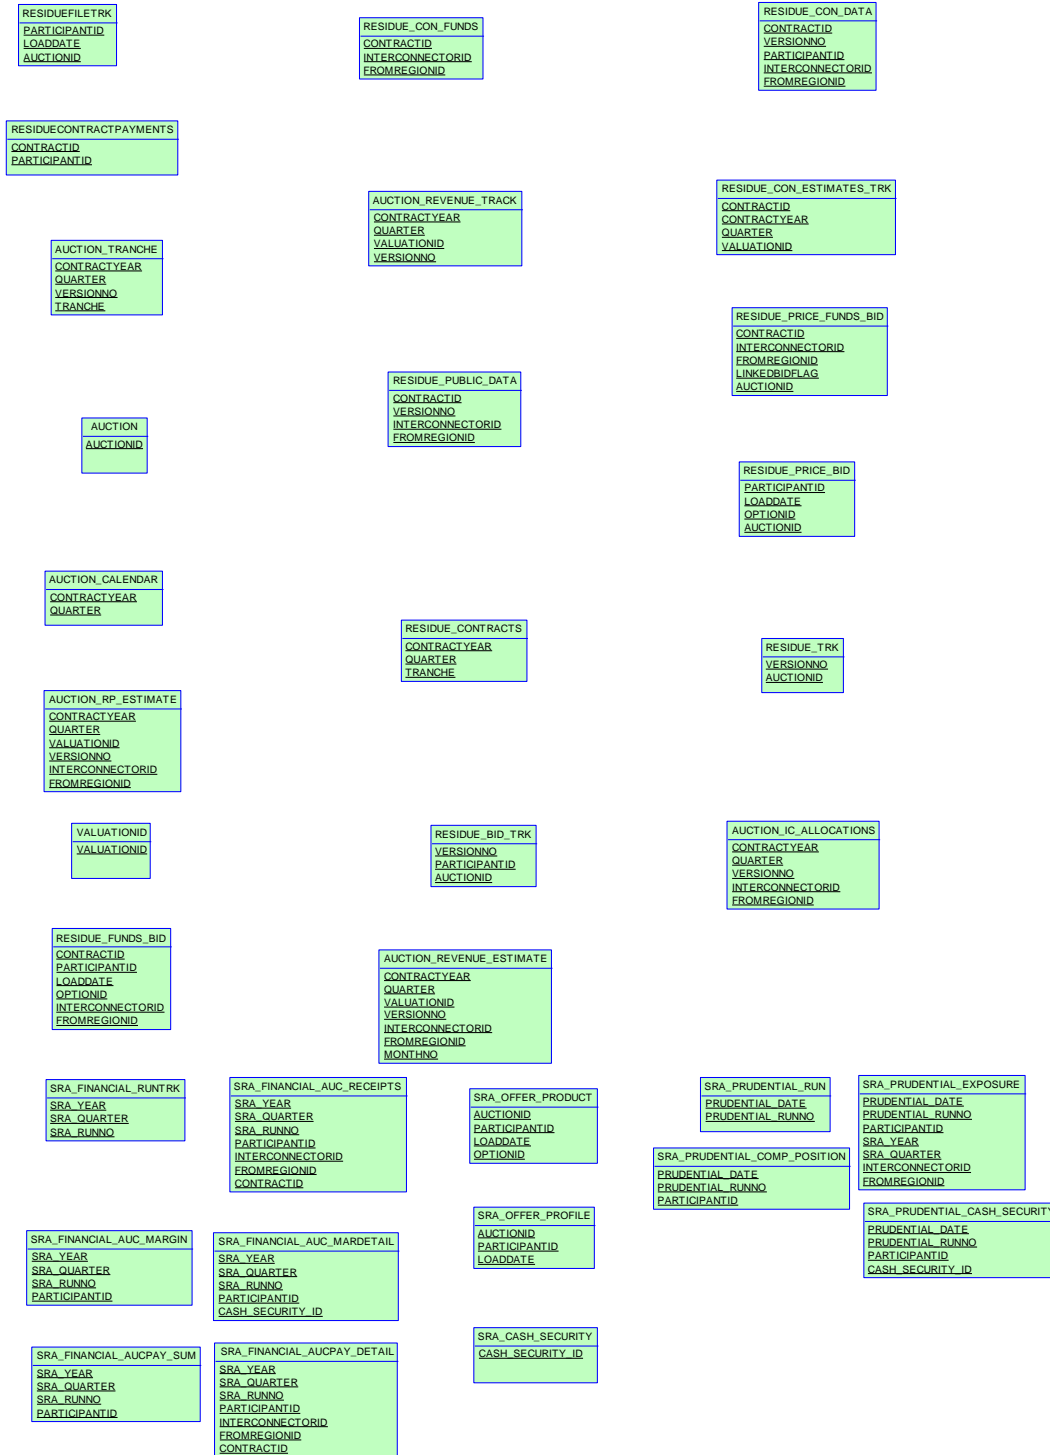 RESIDUEFILETRK
PARTICIPANTID
LOADDATE
AUCTIONID
RESIDUE_CON_FUNDS
CONTRACTID
INTERCONNECTORID
FROMREGIONID
RESIDUE_CON_DATA
CONTRACTID
VERSIONNO
PARTICIPANTID
INTERCONNECTORID
FROMREGIONID
RESIDUECONTRACTPAYMENTS
CONTRACTID
PARTICIPANTID
AUCTION_REVENUE_TRACK
CONTRACTYEAR
QUARTER
VALUATIONID
VERSIONNO
RESIDUE_CON_ESTIMATES_TRK
CONTRACTID
CONTRACTYEAR
QUARTER
VALUATIONID
AUCTION_TRANCHE
CONTRACTYEAR
QUARTER
VERSIONNO
TRANCHE
RESIDUE_PRICE_FUNDS_BID
CONTRACTID
INTERCONNECTORID
FROMREGIONID
LINKEDBIDFLAG
AUCTIONID
RESIDUE_PUBLIC_DATA
CONTRACTID
VERSIONNO
INTERCONNECTORID
FROMREGIONID
AUCTION
AUCTIONID
RESIDUE_PRICE_BID
PARTICIPANTID
LOADDATE
OPTIONID
AUCTIONID
AUCTION_CALENDAR
CONTRACTYEAR
QUARTER
RESIDUE_CONTRACTS
CONTRACTYEAR
QUARTER
TRANCHE
RESIDUE_TRK
VERSIONNO
AUCTIONID
AUCTION_RP_ESTIMATE
CONTRACTYEAR
QUARTER
VALUATIONID
VERSIONNO
INTERCONNECTORID
FROMREGIONID
VALUATIONID
VALUATIONID
RESIDUE_BID_TRK
VERSIONNO
PARTICIPANTID
AUCTIONID
AUCTION_IC_ALLOCATIONS
CONTRACTYEAR
QUARTER
VERSIONNO
INTERCONNECTORID
FROMREGIONID
RESIDUE_FUNDS_BID
CONTRACTID
PARTICIPANTID
LOADDATE
OPTIONID
INTERCONNECTORID
FROMREGIONID
AUCTION_REVENUE_ESTIMATE
CONTRACTYEAR
QUARTER
VALUATIONID
VERSIONNO
INTERCONNECTORID
FROMREGIONID
MONTHNO
SRA_FINANCIAL_RUNTRK
SRA_YEAR
SRA_QUARTER
SRA_RUNNO
SRA_FINANCIAL_AUC_RECEIPTS
SRA_YEAR
SRA_QUARTER
SRA_RUNNO
PARTICIPANTID
INTERCONNECTORID
FROMREGIONID
CONTRACTID
SRA_OFFER_PRODUCT
AUCTIONID
PARTICIPANTID
LOADDATE
OPTIONID
SRA_PRUDENTIAL_RUN
PRUDENTIAL_DATE
PRUDENTIAL_RUNNO
SRA_PRUDENTIAL_EXPOSURE
PRUDENTIAL_DATE
PRUDENTIAL_RUNNO
PARTICIPANTID
SRA_YEAR
SRA_QUARTER
INTERCONNECTORID
FROMREGIONID
SRA_PRUDENTIAL_COMP_POSITION
PRUDENTIAL_DATE
PRUDENTIAL_RUNNO
PARTICIPANTID
SRA_PRUDENTIAL_CASH_SECURITY
PRUDENTIAL_DATE
PRUDENTIAL_RUNNO
PARTICIPANTID
CASH_SECURITY_ID
SRA_OFFER_PROFILE
AUCTIONID
PARTICIPANTID
LOADDATE
SRA_FINANCIAL_AUC_MARGIN
SRA_YEAR
SRA_QUARTER
SRA_RUNNO
PARTICIPANTID
SRA_FINANCIAL_AUC_MARDETAIL
SRA_YEAR
SRA_QUARTER
SRA_RUNNO
PARTICIPANTID
CASH_SECURITY_ID
SRA_CASH_SECURITY
CASH_SECURITY_ID
SRA_FINANCIAL_AUCPAY_SUM
SRA_YEAR
SRA_QUARTER
SRA_RUNNO
PARTICIPANTID
SRA_FINANCIAL_AUCPAY_DETAIL
SRA_YEAR
SRA_QUARTER
SRA_RUNNO
PARTICIPANTID
INTERCONNECTORID
FROMREGIONID
CONTRACTID